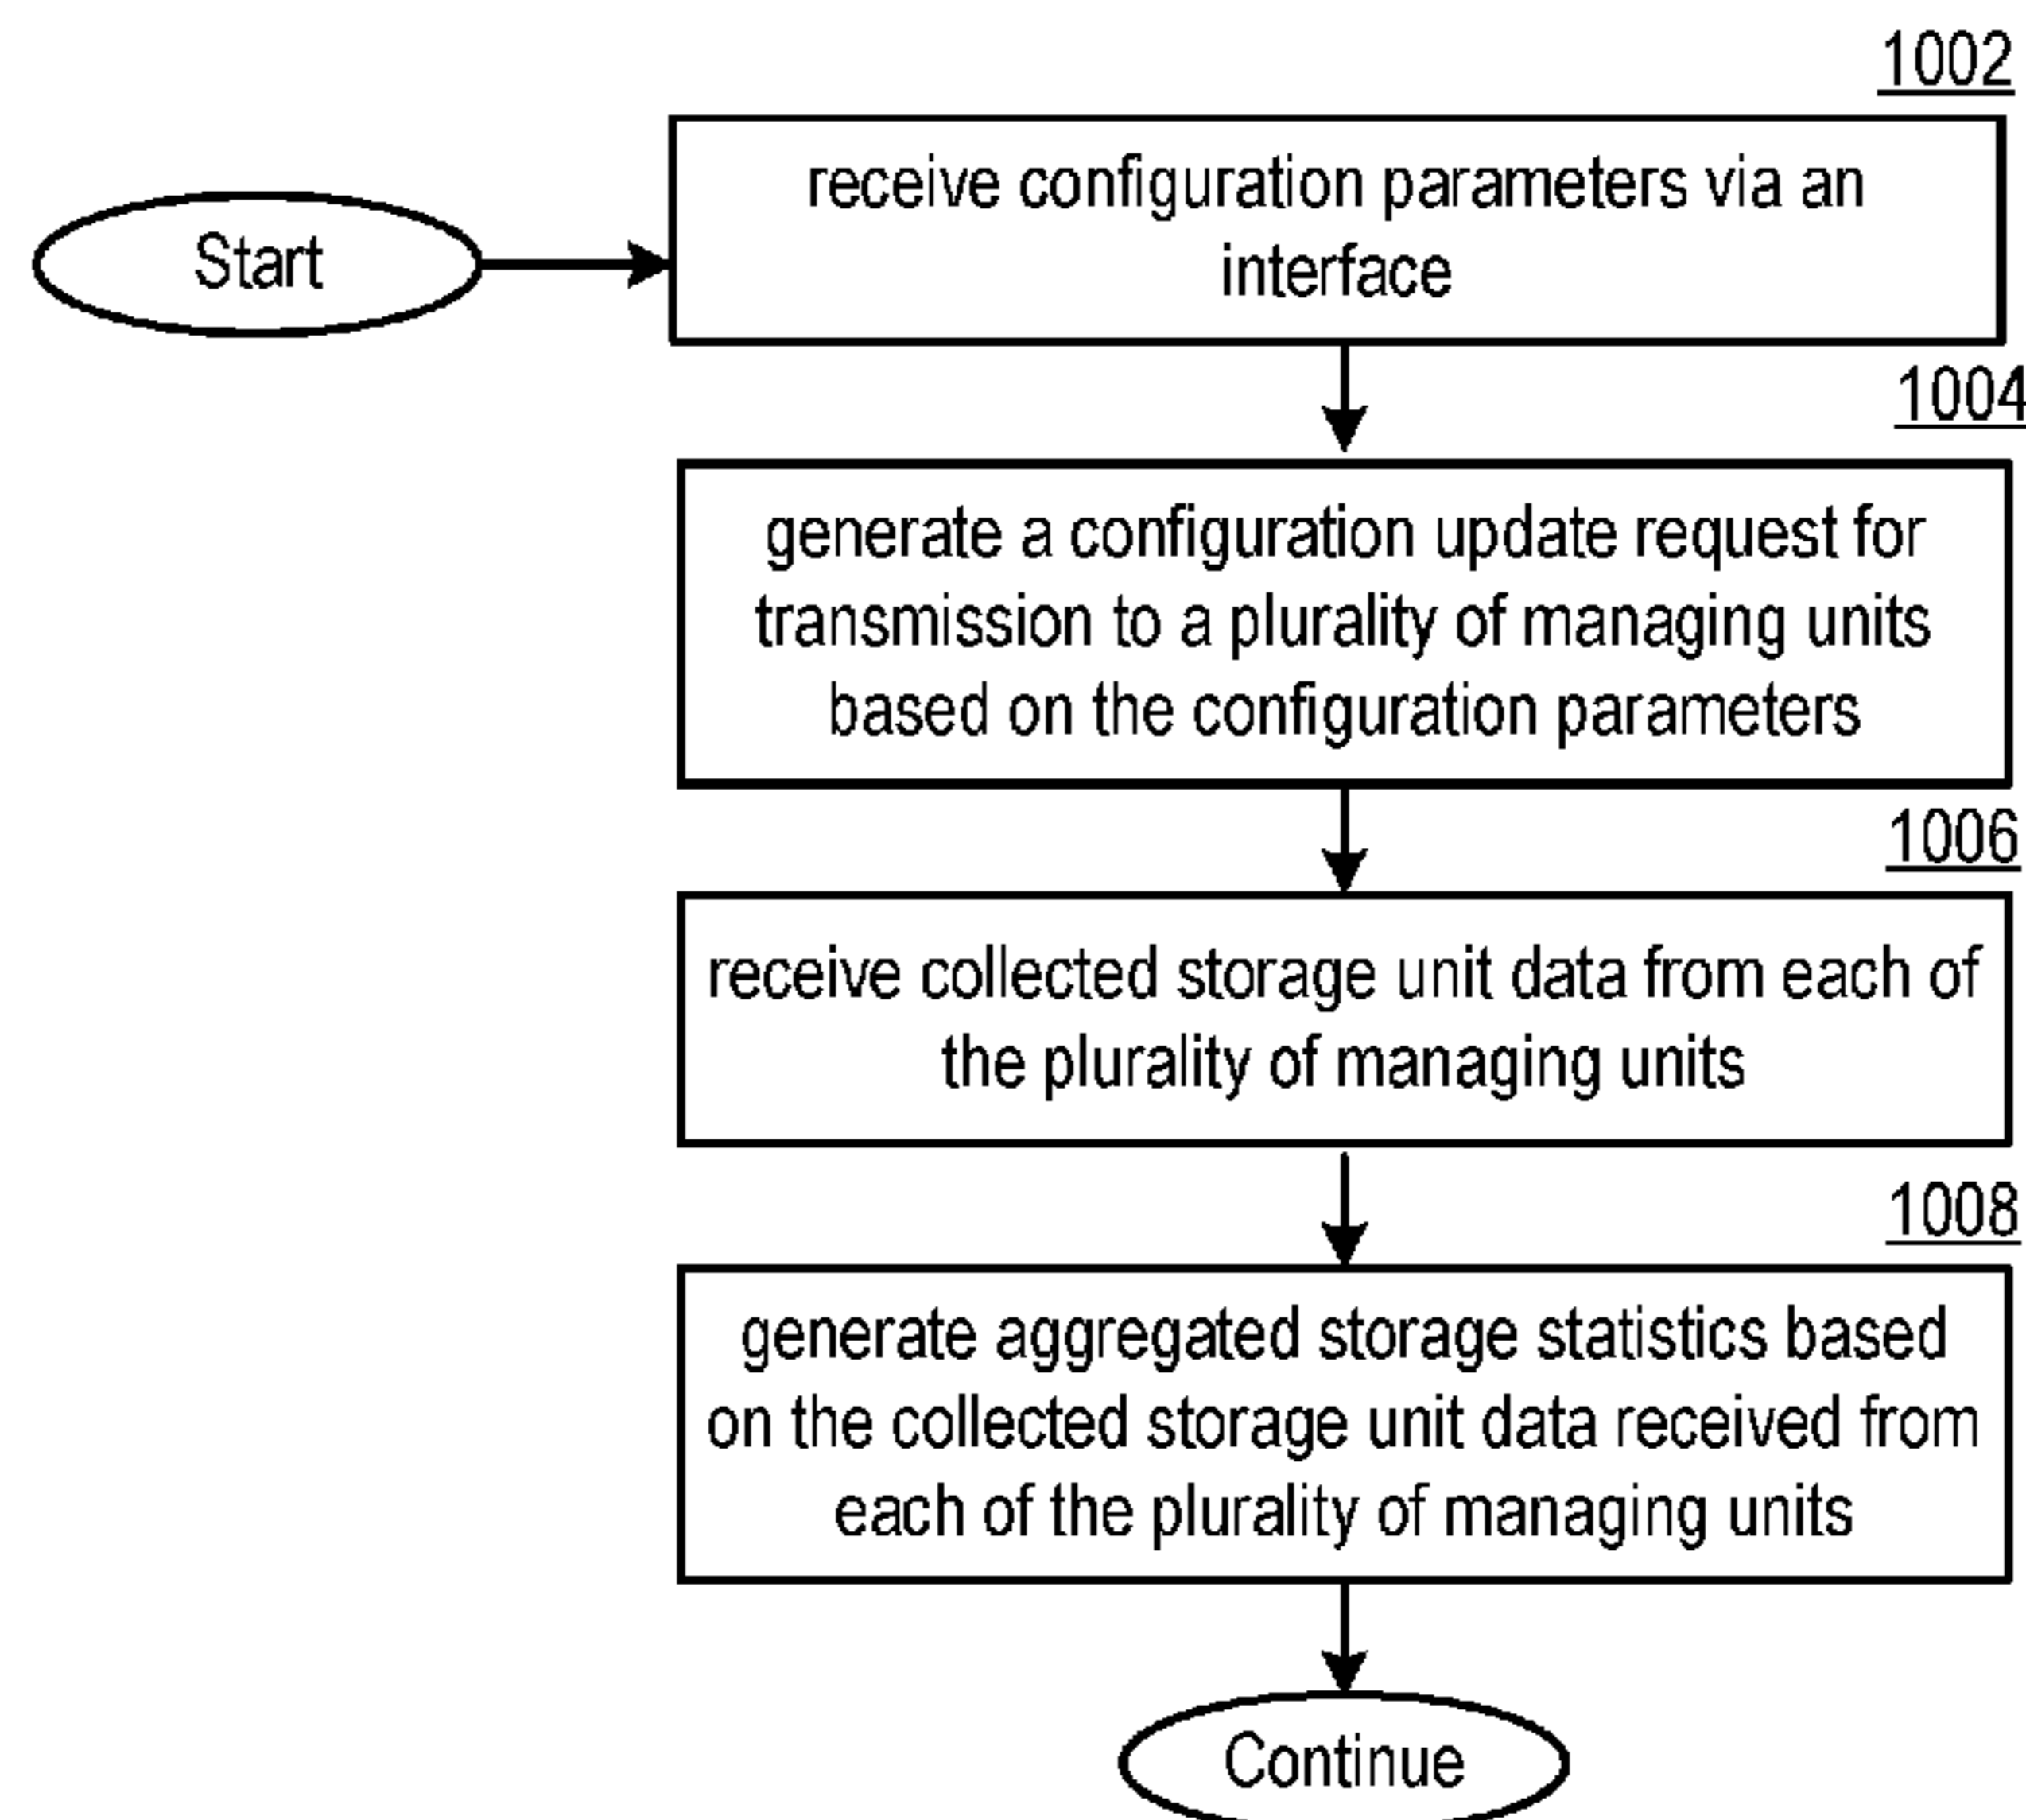 1002
receive configuration parameters via an
interface
Start
1004
generate a configuration update request for
transmission to a plurality of managing units
based on the configuration parameters
1006
receive collected storage unit data from each of
the plurality of managing units
1008
generate aggregated storage statistics based
on the collected storage unit data received from
each of the plurality of managing units
Continue